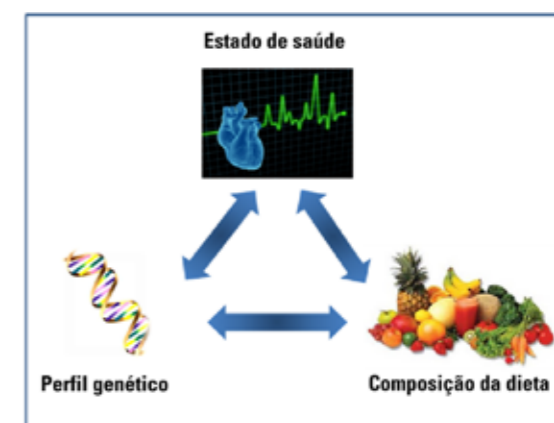 Estado de saúde
Perfil genético
Composição da dieta